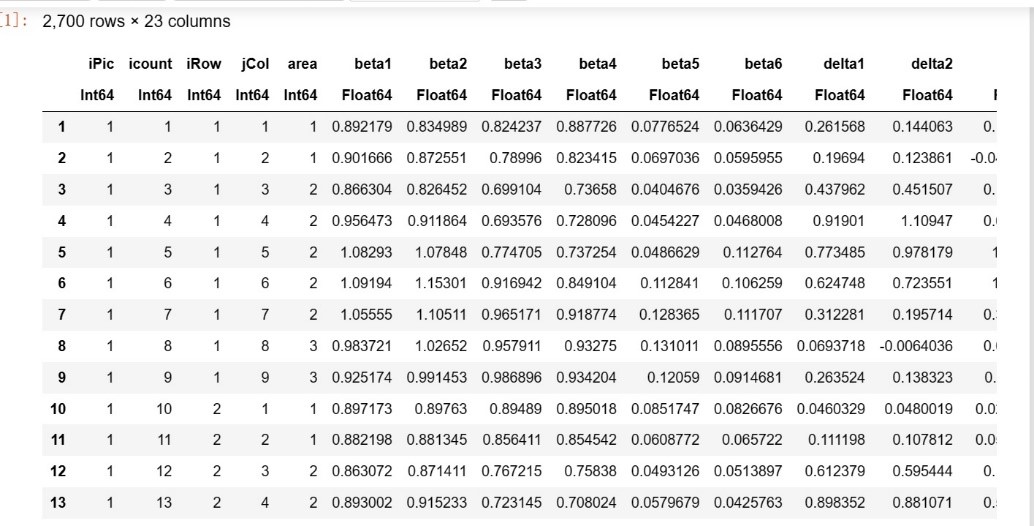 [1]: 2,700 rows × 23 columns
iPic icount iRow jCol area beta1 beta2 beta3 beta4 beta5 beta6 delta1 delta2
Int64 Int64 Int64 Int64 Int64 Float64 Float64 Float64 Float64 Float64 Float64 Float64 Float64
1 1 1 1 1 1 0.892179 0.834989 0.824237 0.887726 0.0776524 0.0636429 0.261568 0.144063 0.
2 1 2 1 2 1 0.901666 0.872551 0.78996 0.823415 0.0697036 0.0595955 0.19694 0.123861 -0.0
3 1 3 1 3 2 0.866304 0.826452 0.699104 0.73658 0.0404676 0.0359426 0.437962 0.451507 0.
4 1 4 1 4 2 0.956473 0.911864 0.693576 0.728096 0.0454227 0.0468008 0.91901 1.10947 0.
5 1 5 1 5 2 1.08293 1.07848 0.774705 0.737254 0.0486629 0.112764 0.773485 0.978179 1
6 1 6 1 6 2 1.09194 1.15301 0.916942 0.849104 0.112841 0.106259 0.624748 0.723551 1
7 1 7 1 7 2 1.05555 1.10511 0.965171 0.918774 0.128365 0.111707 0.312281 0.195714 0.
8 1 8 1 8 3 0.983721 1.02652 0.957911 0.93275 0.131011 0.0895556 0.0693718 -0.0064036 0.
9 1 9 1 9 3 0.925174 0.991453 0.986896 0.934204 0.12059 0.0914681 0.263524 0.138323 0.
10 1 10 2 1 1 0.897173 0.89763 0.89489 0.895018 0.0851747 0.0826676 0.0460329 0.0480019 0.0
11 1 11 2 2 1 0.882198 0.881345 0.856411 0.854542 0.0608772 0.065722 0.111198 0.107812 0.0
12 1 12 2 3 2 0.863072 0.871411 0.767215 0.75838 0.0493126 0.0513897 0.612379 0.595444 0.
13 1 13 2 4 2 0.893002 0.915233 0.723145 0.708024 0.0579679 0.0425763 0.898352 0.881071 0.